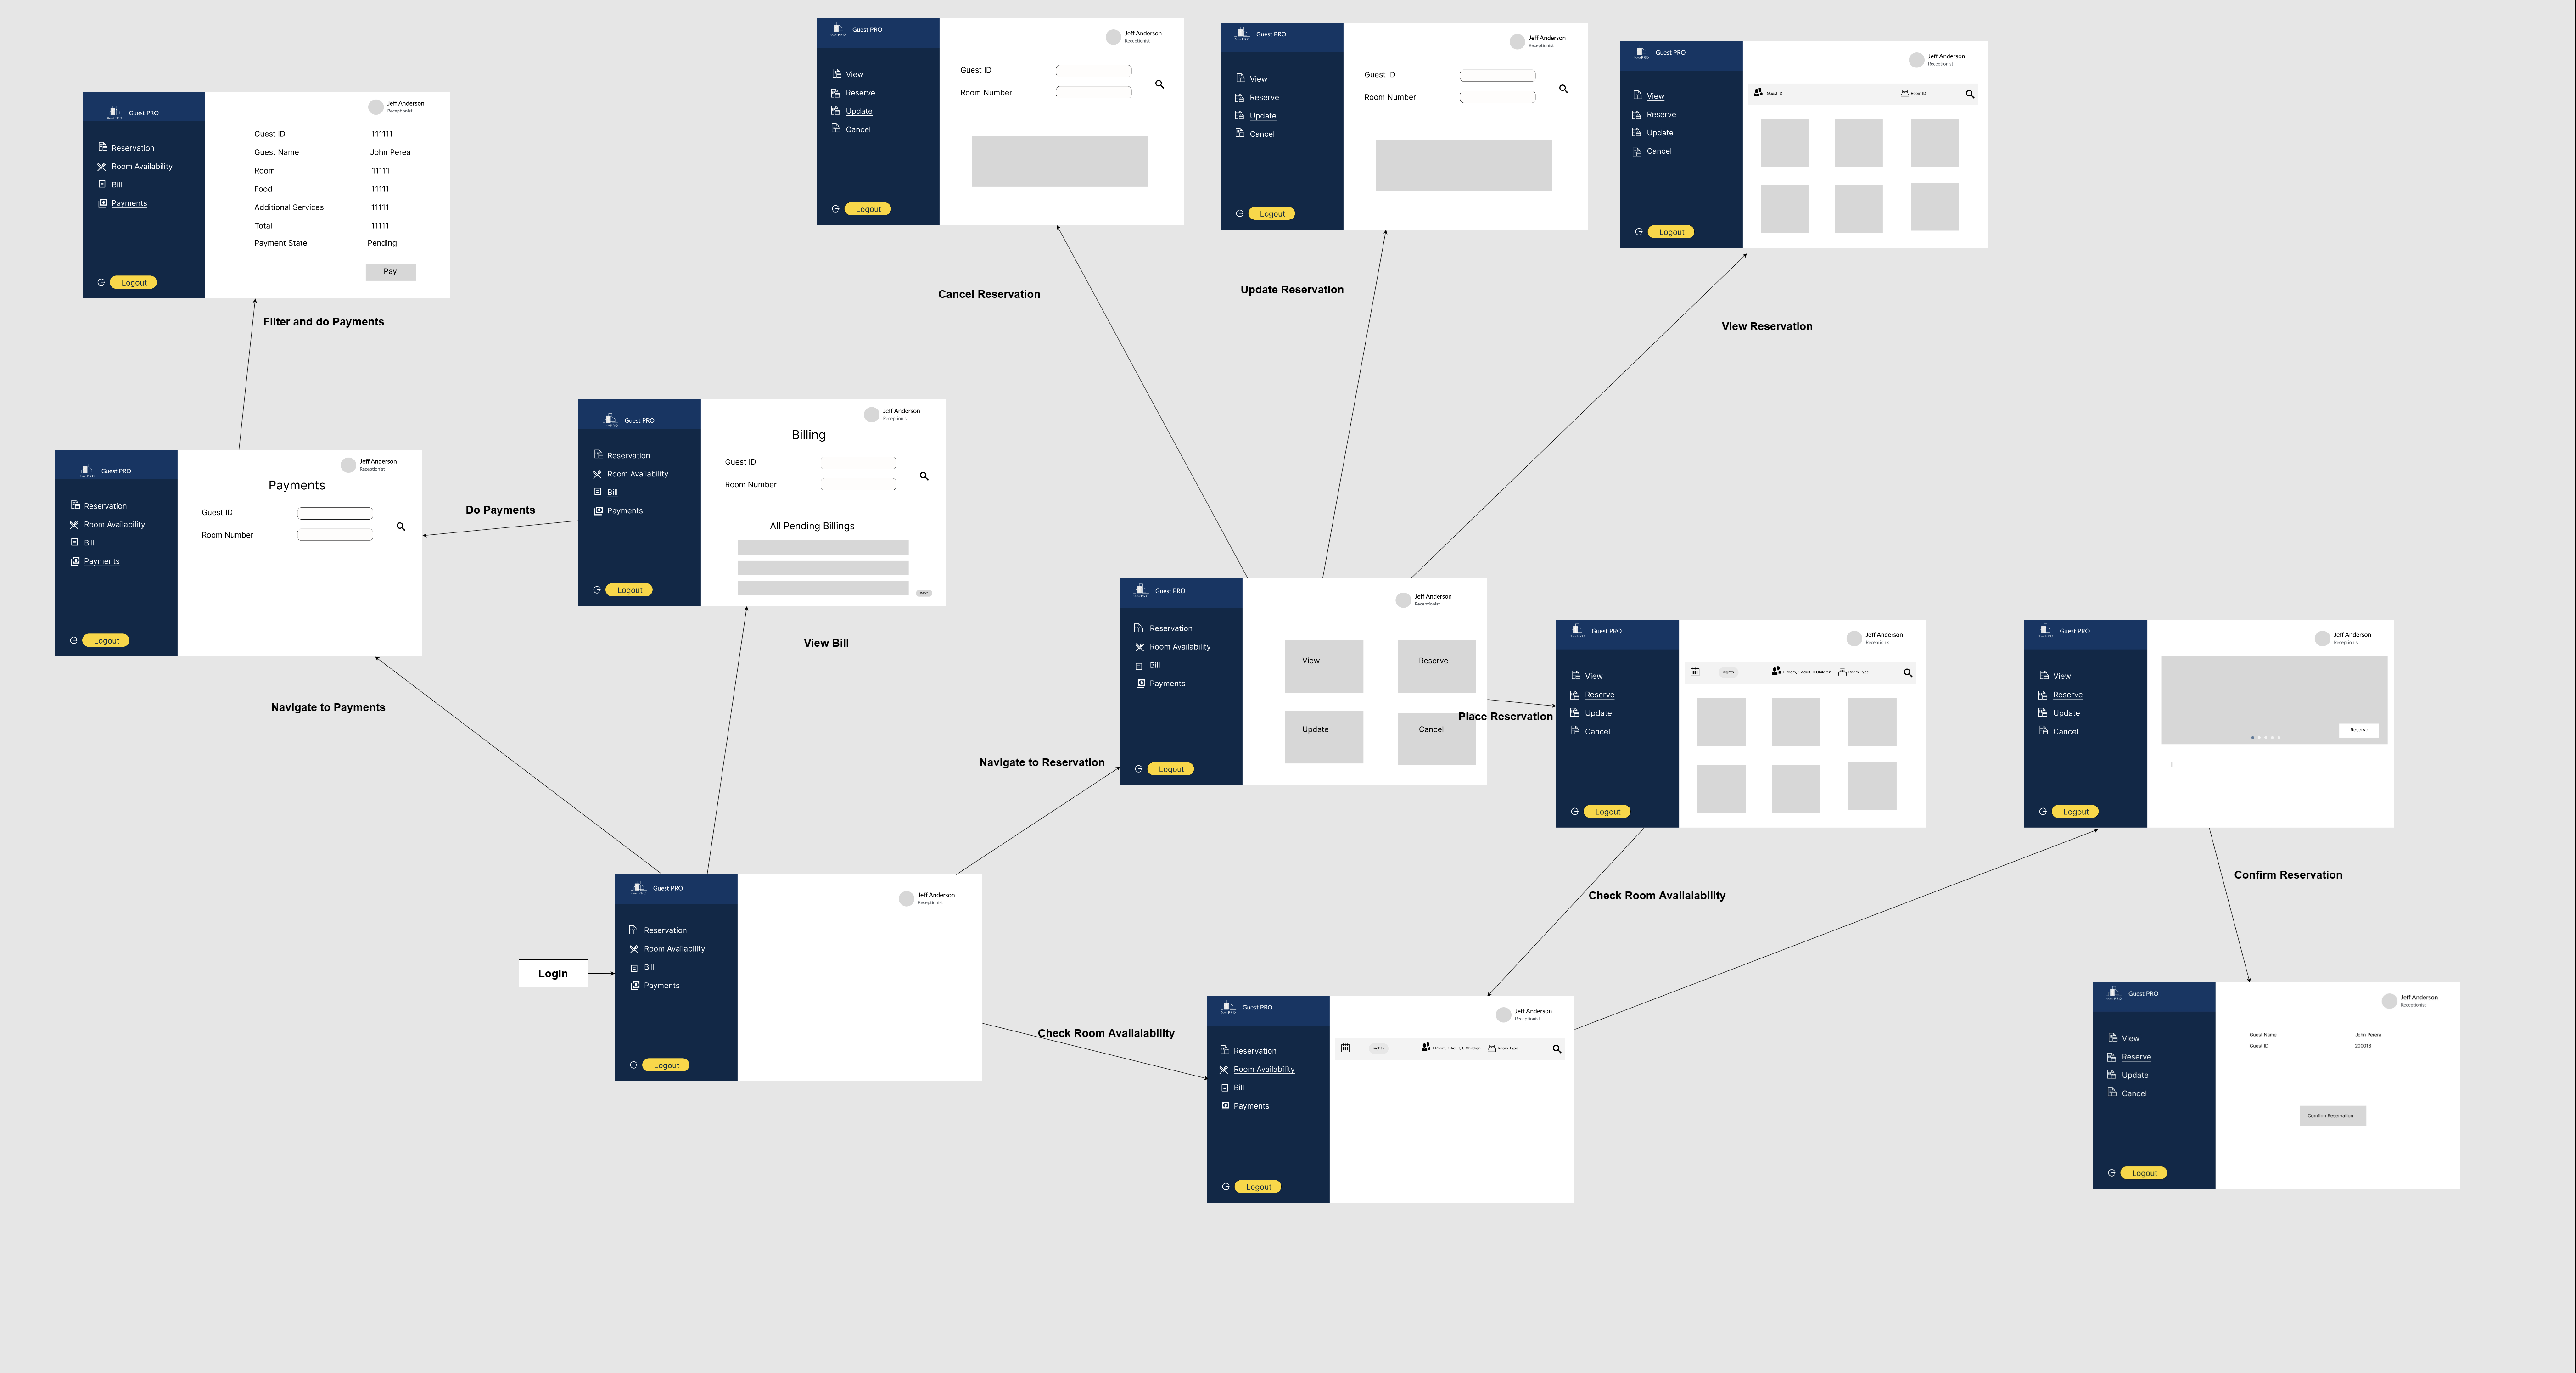 Guest PRO
Jeff Anderson
Receptionist
View
Reserve
Update
Cancel
Logout
Guest ID
Room Number
Guest PRO
Jeff Anderson
Receptionist
View
Reserve
Update
Cancel
Logout
Guest ID
Room Number
Guest PRO
Jeff Anderson
Receptionist
View
Reserve
Update
Cancel
Logout
Guest ID
Room ID
Guest PRO
Jeff Anderson
Receptionist
Reservation
Room Availability
Bill
Payments
Logout
Guest ID 111111
Guest Name John Perea
Room 11111
Food 11111
Additional Services 11111
Total 11111
Payment State Pending
Pay
Cancel Reservation
Update Reservation
View Reservation
Filter and do Payments
Guest PRO
Jeff Anderson
Receptionist
Reservation
Room Availability
Bill
Payments
Logout
Billing
Guest ID
Room Number
All Pending Billings
next
Guest PRO
Jeff Anderson
Receptionist
Reservation
Room Availability
Bill
Payments
Logout
Payments
Guest ID
Room Number
Do Payments
View Bill
Navigate to Payments
Guest PRO
Jeff Anderson
Receptionist
Reservation
Room Availability
Bill
Payments
Logout
View
Reserve
Update
Cancel
Place Reservation
Navigate to Reservation
Guest PRO
Jeff Anderson
Receptionist
View
Reserve
Update
Cancel
Logout
nights
1 Room, 1 Adult, 0 Children
Room Type
Guest PRO
Jeff Anderson
Receptionist
View
Reserve
Update
Cancel
Logout
Reserve
Confirm Reservation
Check Room Availalability
Login
Guest PRO
Jeff Anderson
Receptionist
Reservation
Room Availability
Bill
Payments
Logout
Check Room Availalability
Guest PRO
Jeff Anderson
Receptionist
Reservation
Room Availability
Bill
Payments
Logout
nights
1 Room, 1 Adult, 0 Children
Room Type
Guest PRO
Jeff Anderson
Receptionist
View
Reserve
Update
Cancel
Logout
Guest Name John Perera
Guest ID 200018
Comfirm Reservation